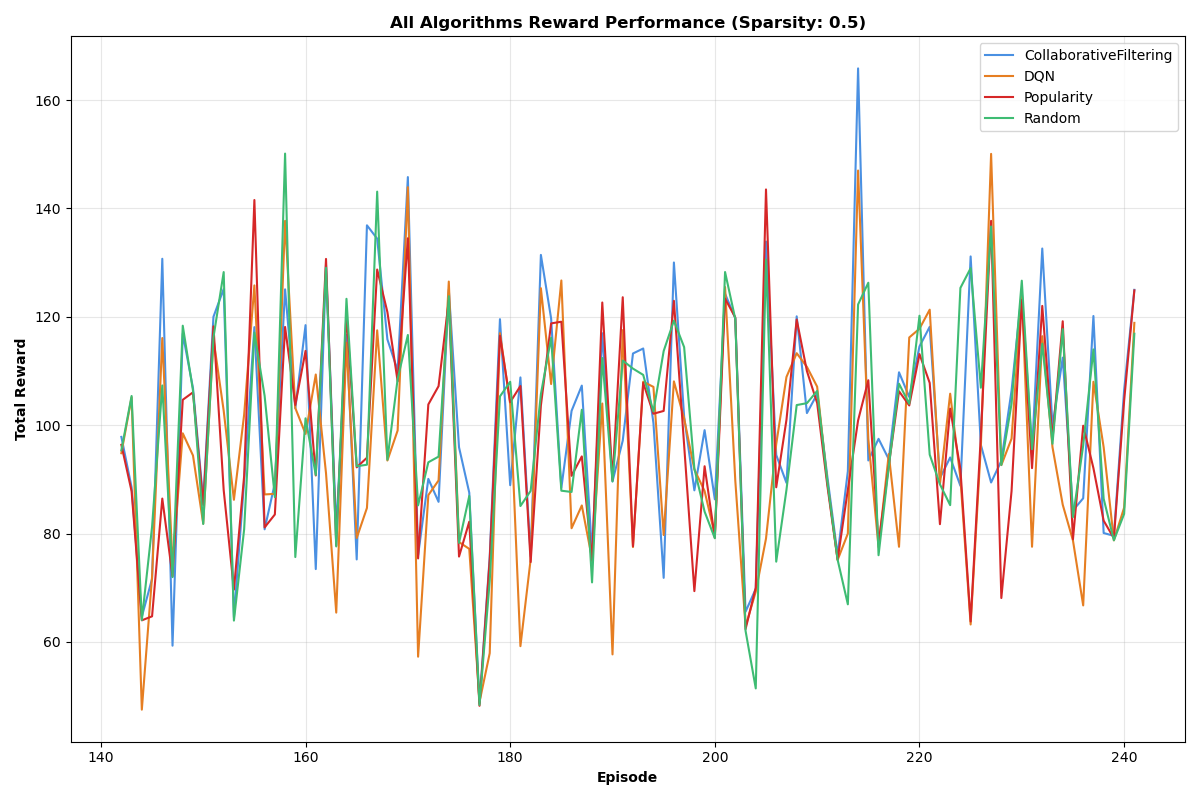 All Algorithms Reward Performance (Sparsity: 0.5)
CollaborativeFiltering
DQN
Popularity
Random
Total Reward
160
140
120
100
80
60
140
160
180
200
220
240
Episode